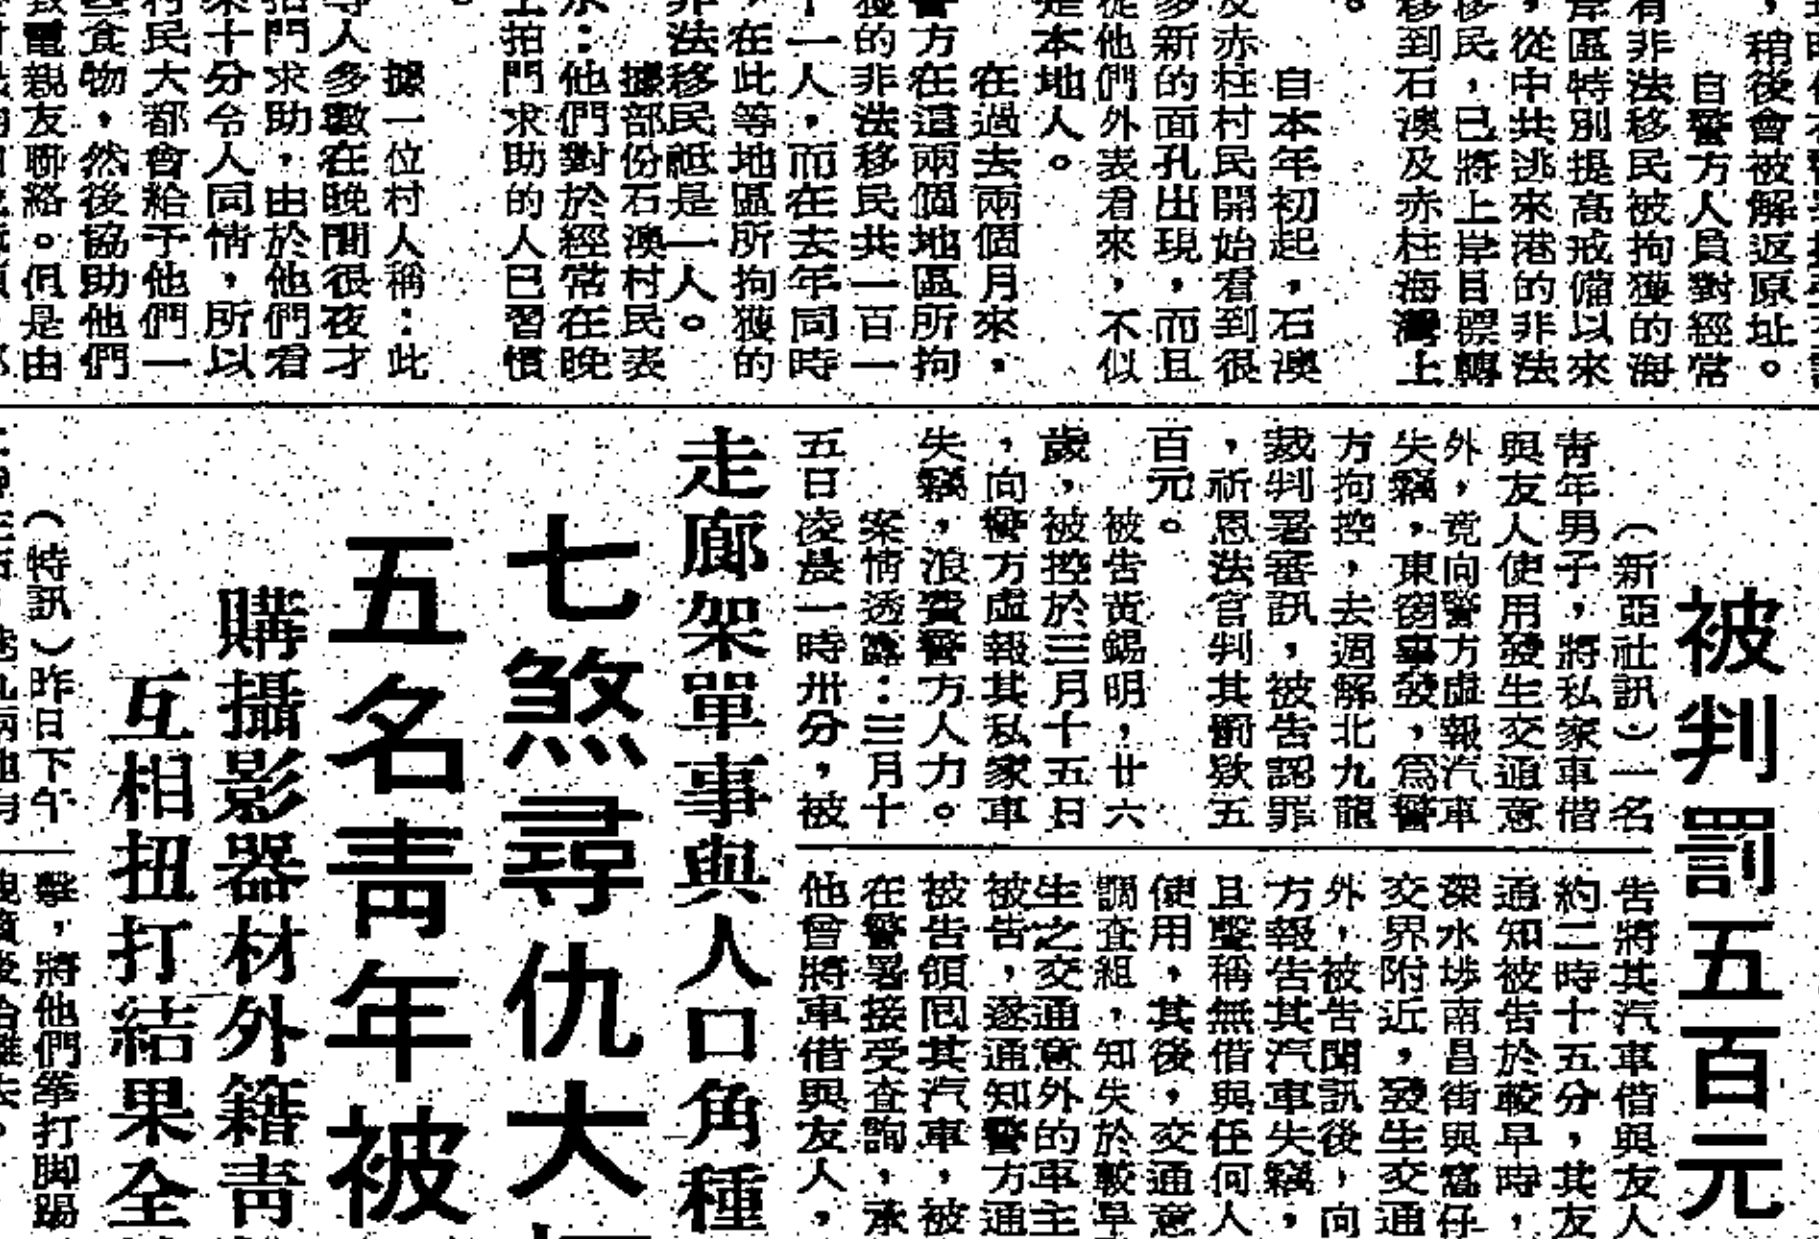 ，稍後會被解返原址。
自警方人員對經常
有非法移民被拘獲的海
岸區特別提高戒備以來
，從中共逃來港的非法
移民，已將上岸目標轉
移到石澳及赤柱海灣上
。
自本年初起，石澳
及赤柱村民開始看到很
多新的面孔出現，而且
從他們外表看來，不似
是本地人。
在過去兩個月來，
警方在這兩個地區所拘
獲的非法移民共一百一
十一人，而在去年同時
，在此等地區所拘獲的
非法移民祇是一人。
據部份石澳村民表
示：他們對於經常在晚
上拍門求助的人已習慣
。
據一位村人稱：此
等人多數在晚間很夜才
拍門求助，由於他們看
來十分令人同情，所以
村民大都會給予他們一
些食物，然後協助他們
致電親友聯絡。但是由
被判罰五百元
（新亞社訊）一名
青年男子，將私家車借
與友人使用發生交通意
外，竟向警方虛報汽車
失竊，東窗事發，為警
方拘控，去週解北九龍
裁判署審訊，被告認罪
，祈恩法官判其罰欵五
百元。
被告黃錫明，廿六
歲，被控於三月十五日
，向警方虛報其私家車
失竊，浪費警方人力。
案情透露：三月十
五日凌晨一時卅分，被
告將其汽車借與友人
約二時十五分，其友
通知被告於較早時，
深水埗南昌街與窩仔
交界附近，發生交通
外，被告聞訊後，向
方報告其汽車失竊，
且聲稱無借與任何人
使用，其後，交通意
調查組，知失於較早
生之交通意外的車主
被告，遂通知警方通
被告領囘其汽車，被
在警署接受查詢，承
他曾將車借與友人，
走廊架單事與人口角種
七煞尋仇大
五名青年被
購攝影器材外籍青
互相扭打結果全
（特訊）昨日下午
擊，將他們拳打脚踢